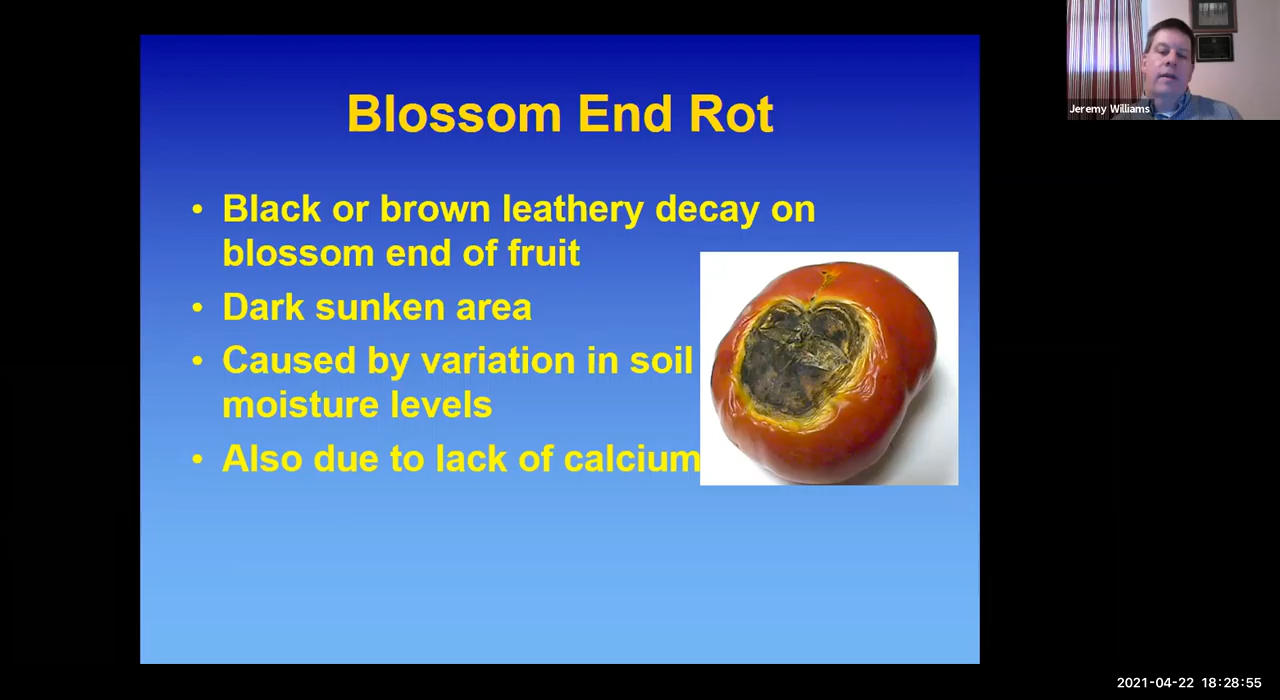 Blossom End Rot
• Black or brown leathery decay on
blossom end of fruit
• Dark sunken area
• Caused by variation in soil
moisture levels
• Also due to lack of calcium
Jeremy Williams
2021-04-22 18:28:55